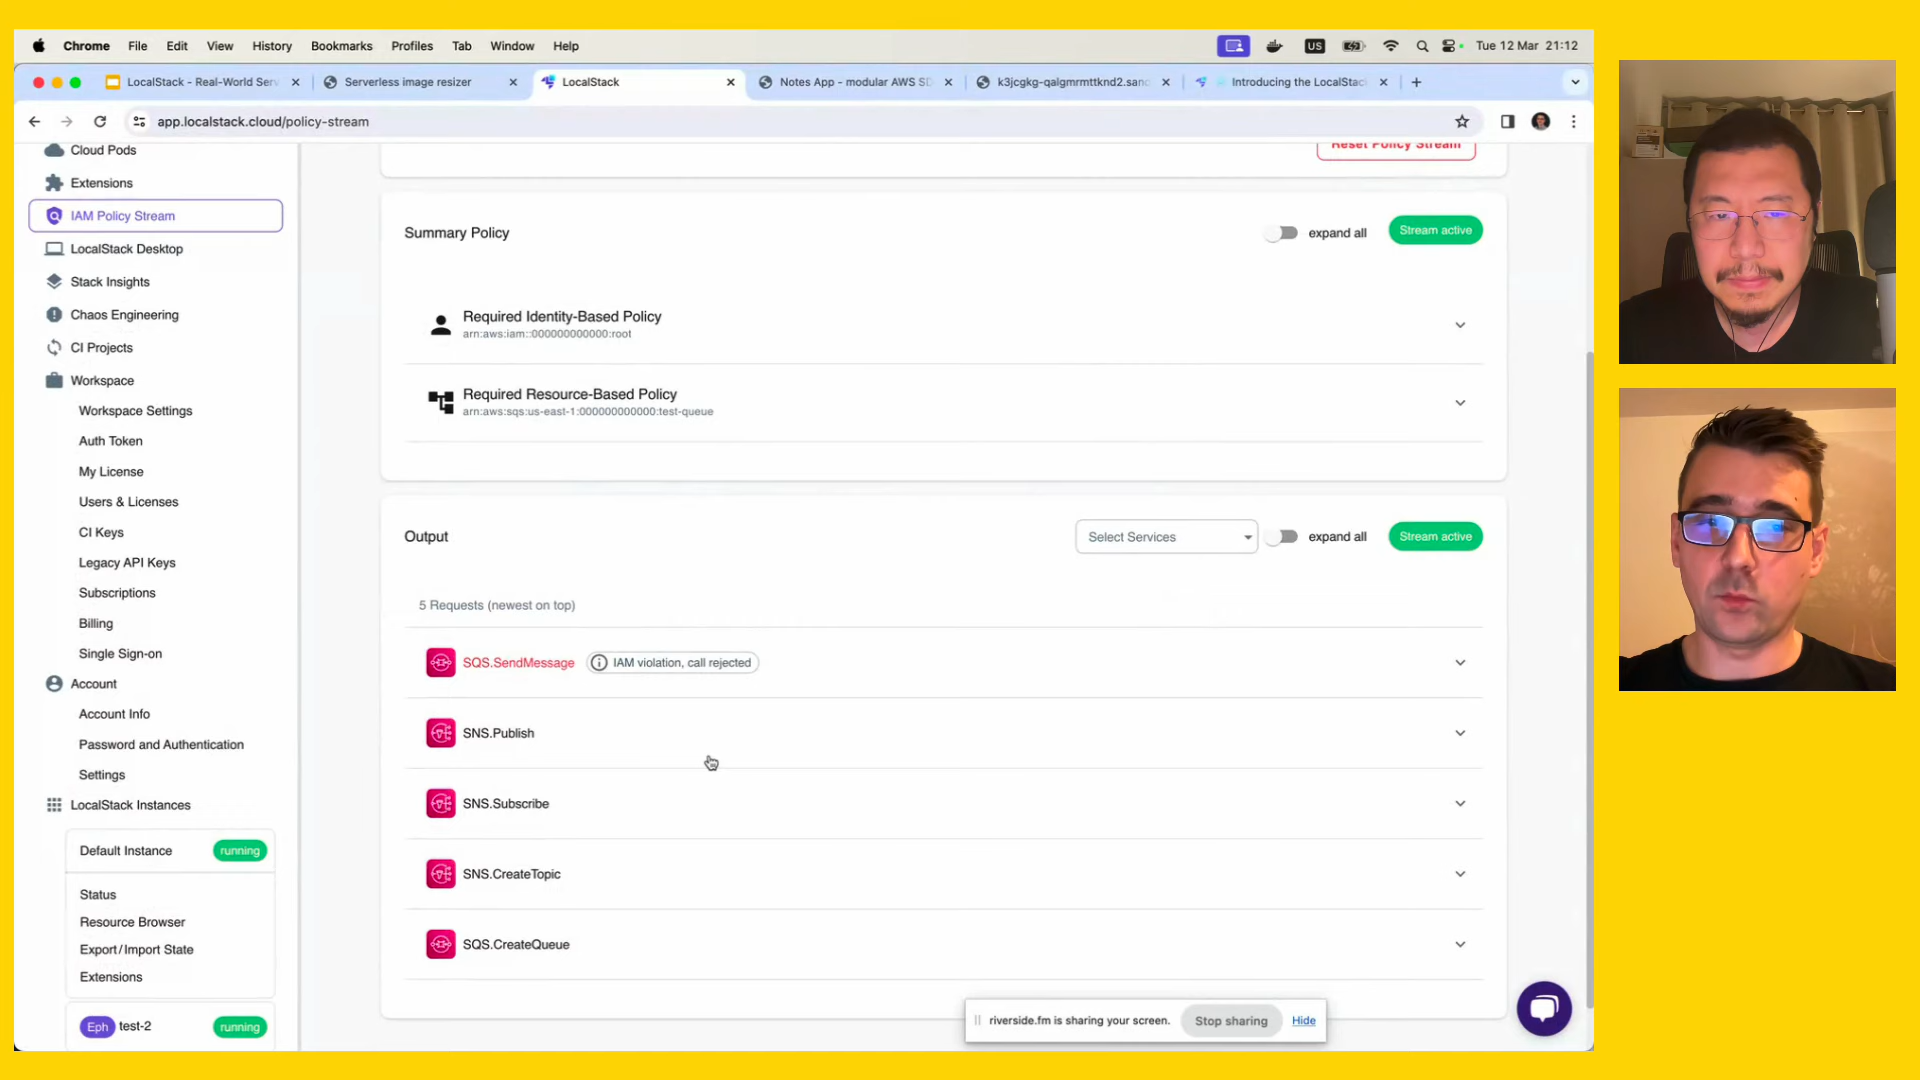 Chrome File Edit View History Bookmarks Profiles Tab Window Help US Tue 12 Mar 21:12
LocalStack - Real-World Serv Serverless image resizer LocalStack Notes App - modular AWS SD k3jcgkg-qalgmrmttknd2.sand Introducing the LocalStac
app.localstack.cloud/policy-stream
Cloud Pods
Extensions
IAM Policy Stream
LocalStack Desktop
Stack Insights
Chaos Engineering
CI Projects
Workspace
Workspace Settings
Auth Token
My License
Users & Licenses
CI Keys
Legacy API Keys
Subscriptions
Billing
Single Sign-on
Account
Account Info
Password and Authentication
Settings
LocalStack Instances
Default Instance running
Status
Resource Browser
Export/Import State
Extensions
Eph test-2 running
Reset Policy Stream
Summary Policy expand all Stream active
Required Identity-Based Policy
arn:aws:iam::000000000000:root
Required Resource-Based Policy
arn:aws:sqs:us-east-1:000000000000:test-queue
Output Select Services expand all Stream active
5 Requests (newest on top)
SQS.SendMessage IAM violation, call rejected
SNS.Publish
SNS.Subscribe
SNS.CreateTopic
SQS.CreateQueue
riverside.fm is sharing your screen. Stop sharing Hide